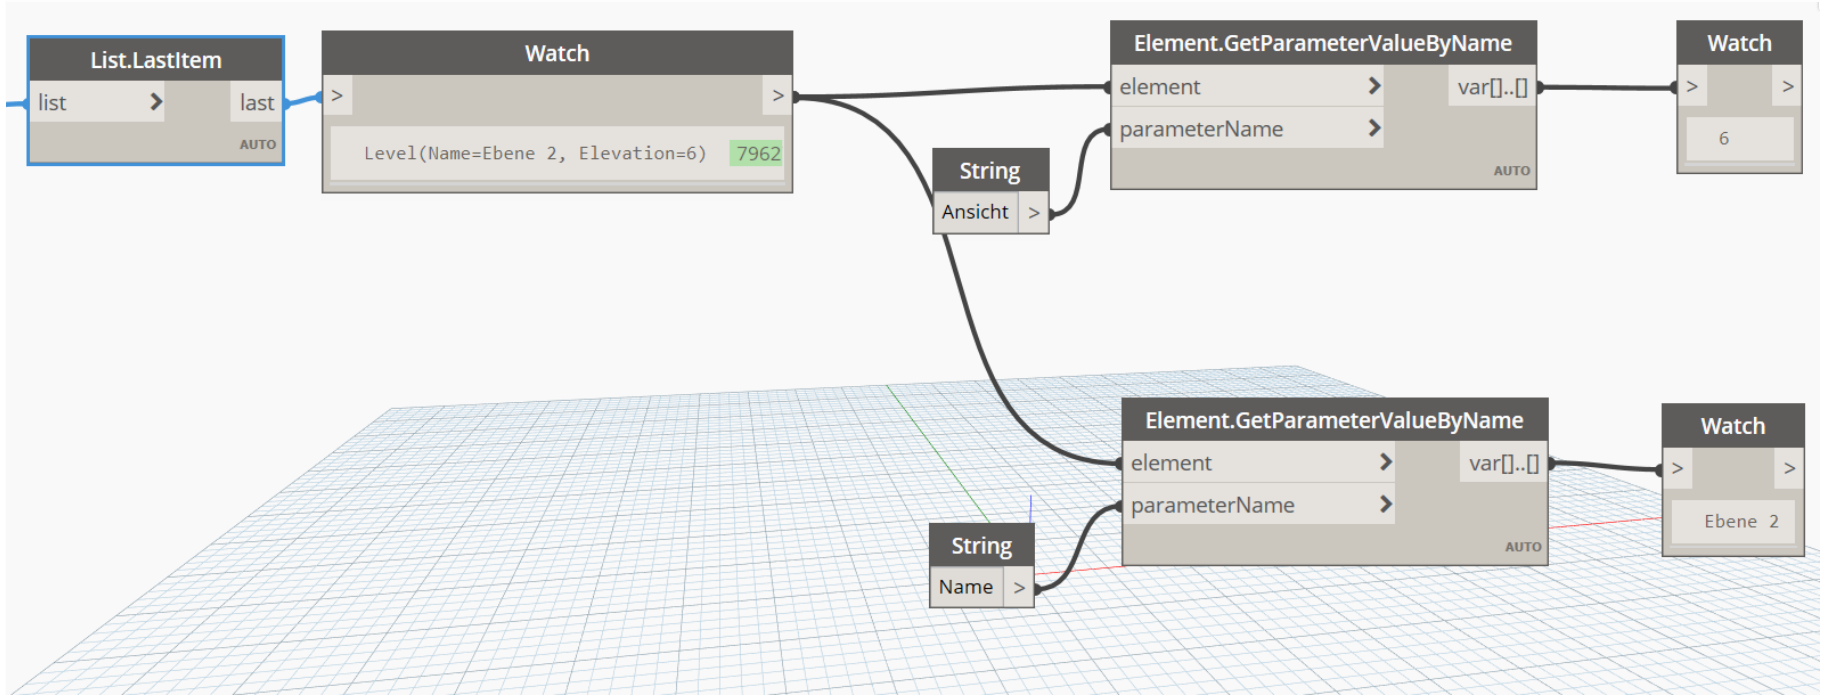 List.LastItem
list > last
AUTO
Watch
> >
Level(Name=Ebene 2, Elevation=6) 7962
String
Ansicht >
Element.GetParameterValueByName
element > var[]..[]
parameterName >
AUTO
Watch
> >
6
String
Name >
Element.GetParameterValueByName
element > var[]..[]
parameterName >
AUTO
Watch
> >
Ebene 2